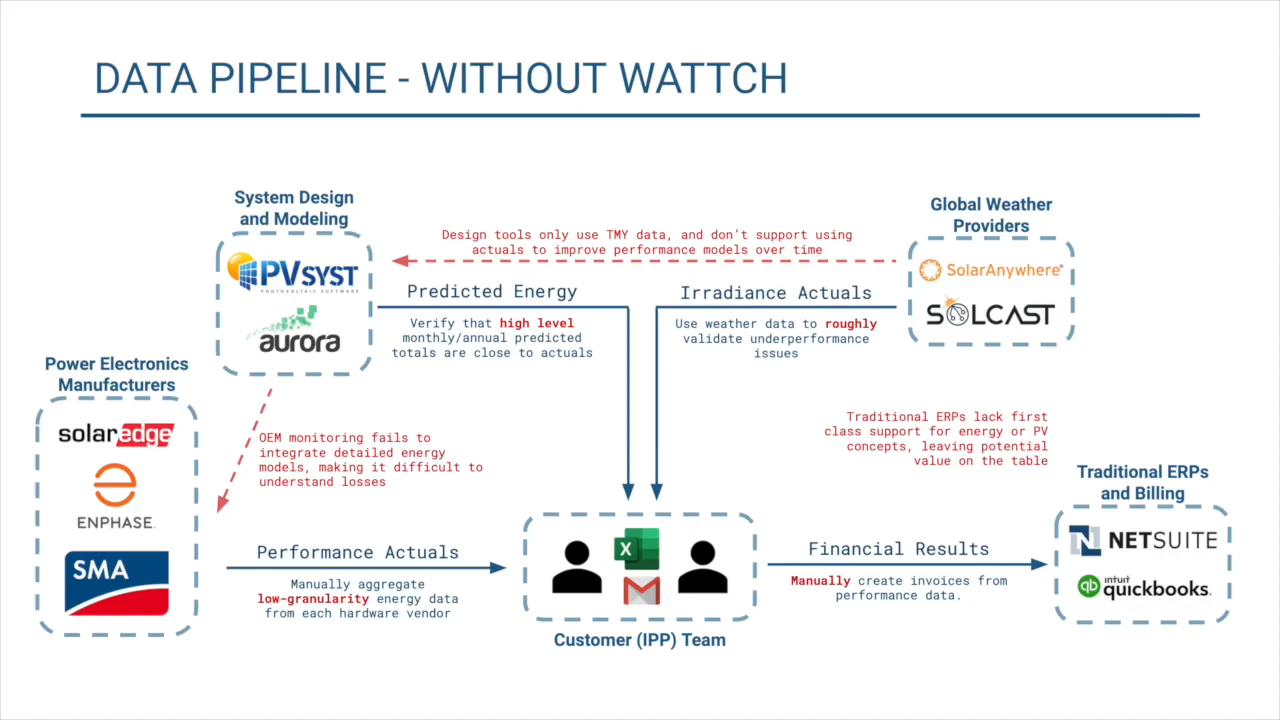 DATA PIPELINE - WITHOUT WATTCH
System Design
and Modeling
PVSYST
PHOTOVOLTAIC SOFTWARE
aurora
Design tools only use TMY data, and don't support using
actuals to improve performance models over time
Global Weather
Providers
SolarAnywhere®
SOLCAST
Predicted Energy
Verify that high level
monthly/annual predicted
totals are close to actuals
Irradiance Actuals
Use weather data to roughly
validate underperformance
issues
Power Electronics
Manufacturers
solaredge
ENPHASE.
SMA
OEM monitoring fails to
integrate detailed energy
models, making it difficult to
understand losses
Traditional ERPs lack first
class support for energy or PV
concepts, leaving potential
value on the table
Traditional ERPs
and Billing
N NETSUITE
qb intuit
quickbooks.
Performance Actuals
Manually aggregate
low-granularity energy data
from each hardware vendor
X
M
Customer (IPP) Team
Financial Results
Manually create invoices from
performance data.